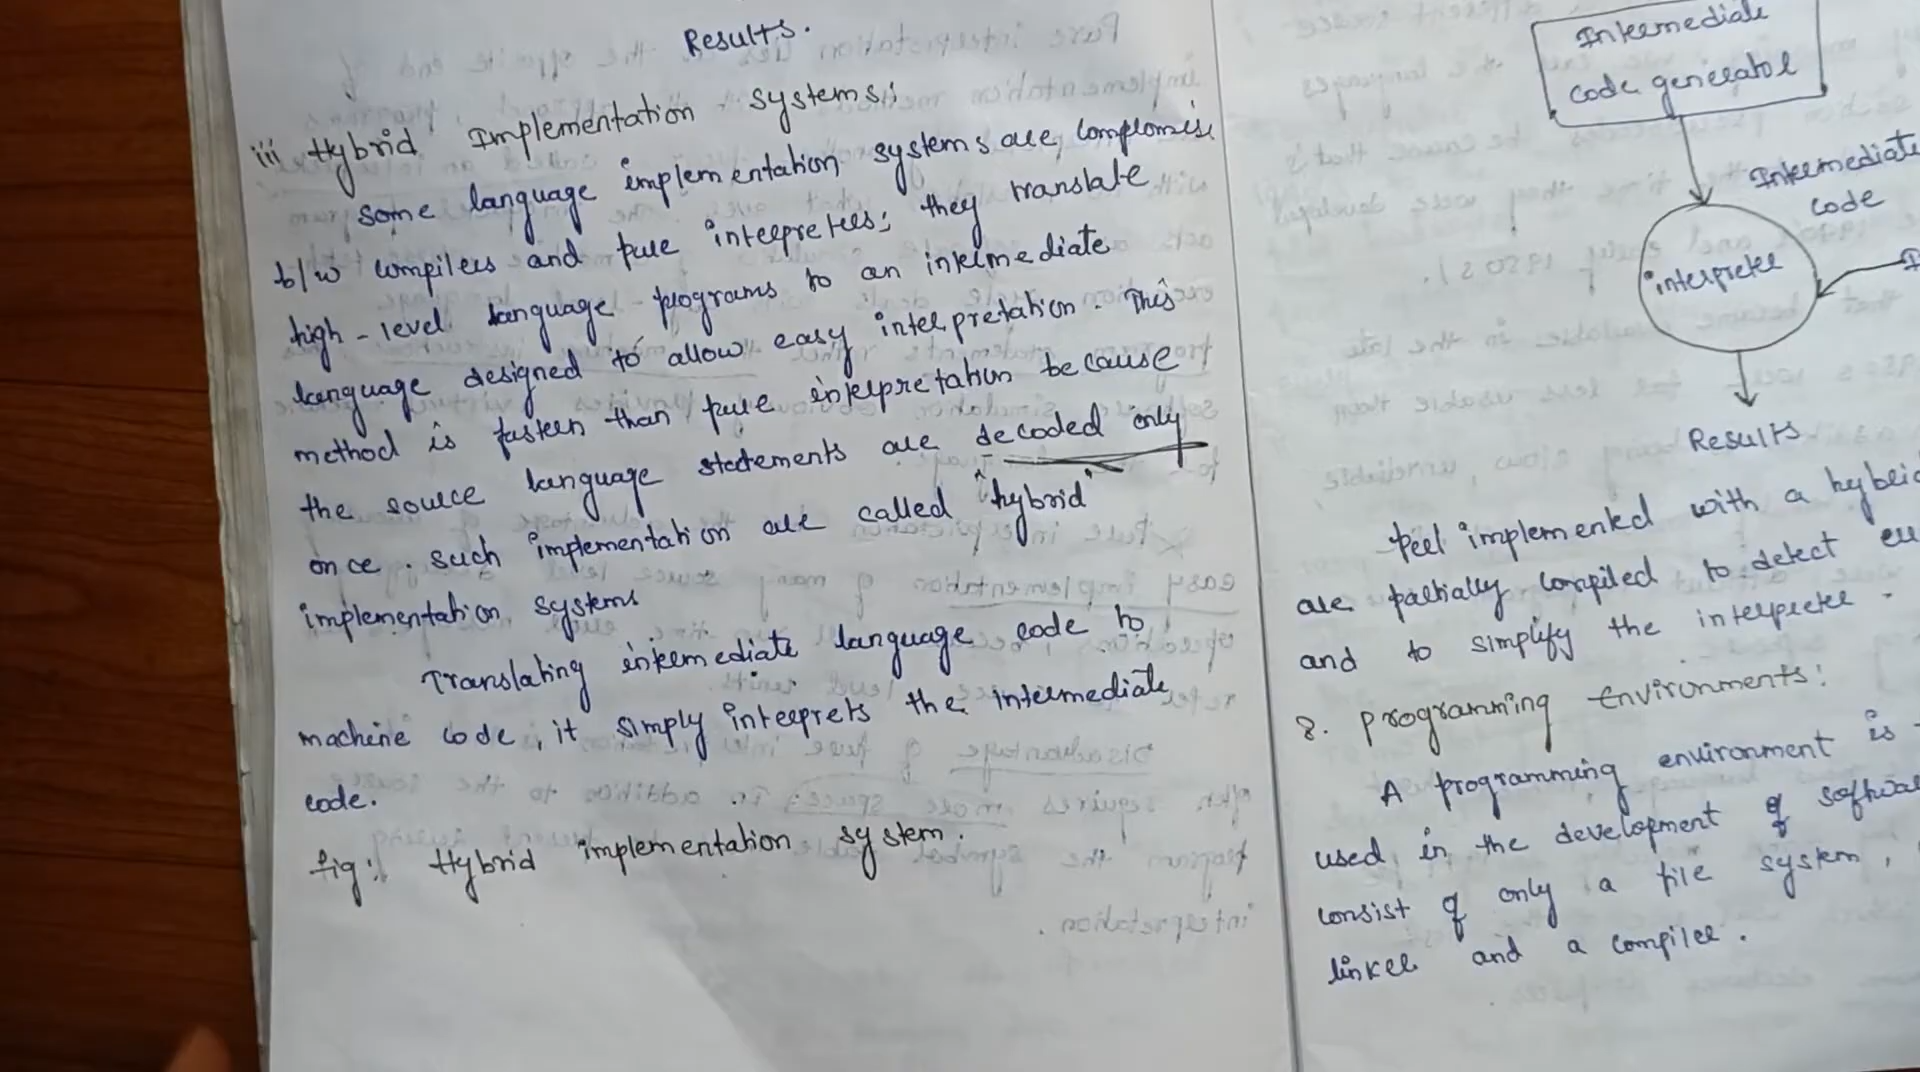 Results.
iii Hybrid Implementation systems:
some language implementation systems are compromise
b/w compilers and pure interpreters; they translate
high-level language programs to an intermediate
language designed to allow easy interpretation. This
method is fasteen than pure interpretation because
the source language statements are decoded only
once. such implementation are called "hybrid"
implementation systems
Translating intermediate language code to
machine code, it simply interprets the intermediate
code.
fig: Hybrid implementation system.
Intermediate
code generator
Intermediate
code
interpreter
Results
perl implemented with a hybrid
are partially compiled to detect
and to simplify the interpreter.
8. programming Environments:
A programming environment is
used in the development of
consist of only a file system,
linker and a compiler.